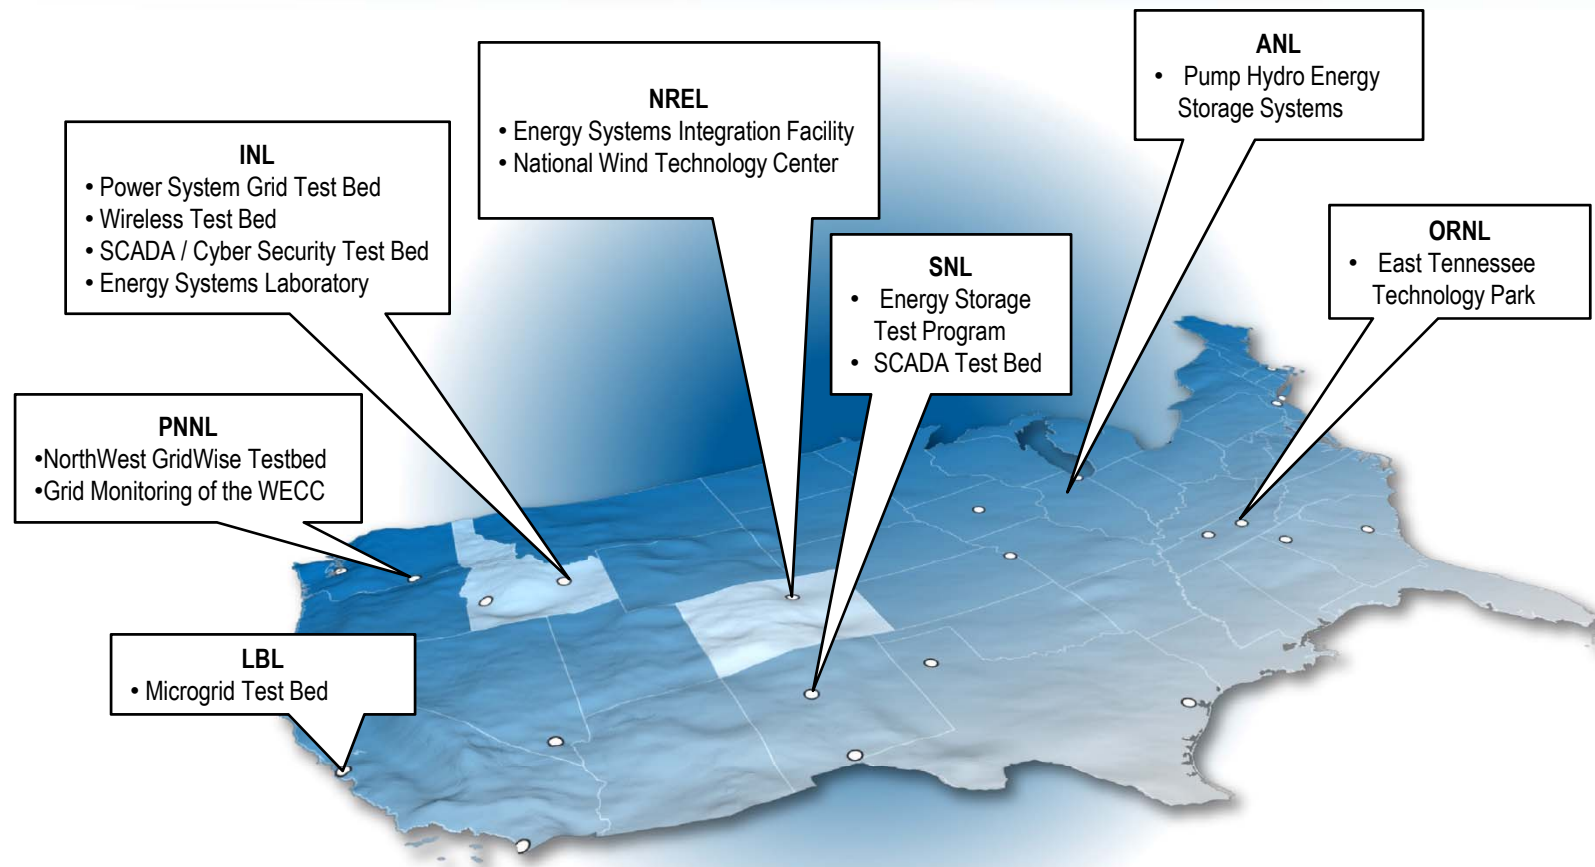 ANL
• Pump Hydro Energy
Storage Systems
NREL
• Energy Systems Integration Facility
• National Wind Technology Center
INL
• Power System Grid Test Bed
• Wireless Test Bed
• SCADA / Cyber Security Test Bed
• Energy Systems Laboratory
ORNL
• East Tennessee
Technology Park
SNL
• Energy Storage
Test Program
• SCADA Test Bed
PNNL
•NorthWest GridWise Testbed
•Grid Monitoring of the WECC
LBL
• Microgrid Test Bed